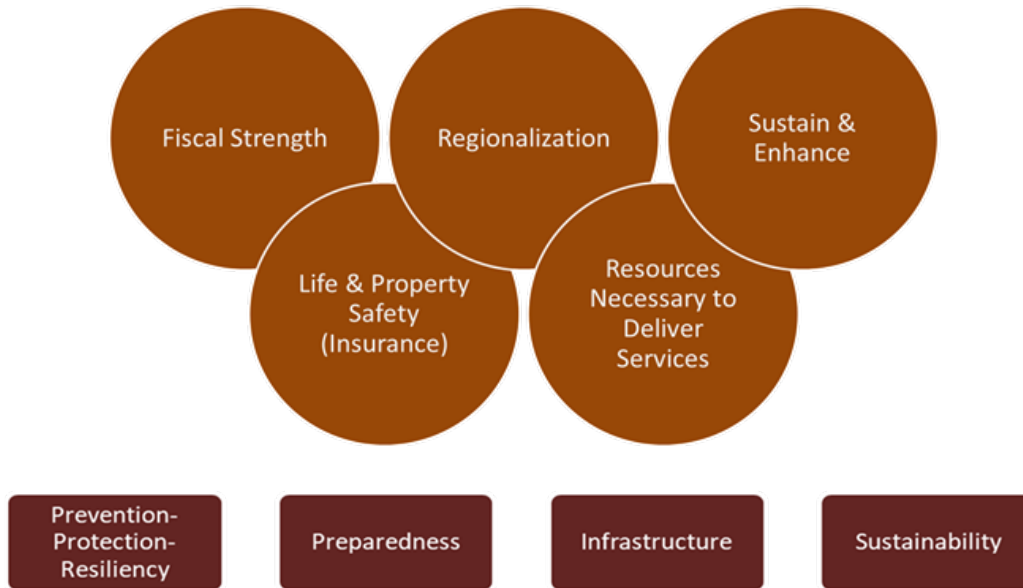 Fiscal Strength
Regionalization
Sustain &
Enhance
Life & Property
Safety
(Insurance)
Resources
Necessary to
Deliver
Services
Prevention-
Protection-
Resiliency
Preparedness
Infrastructure
Sustainability